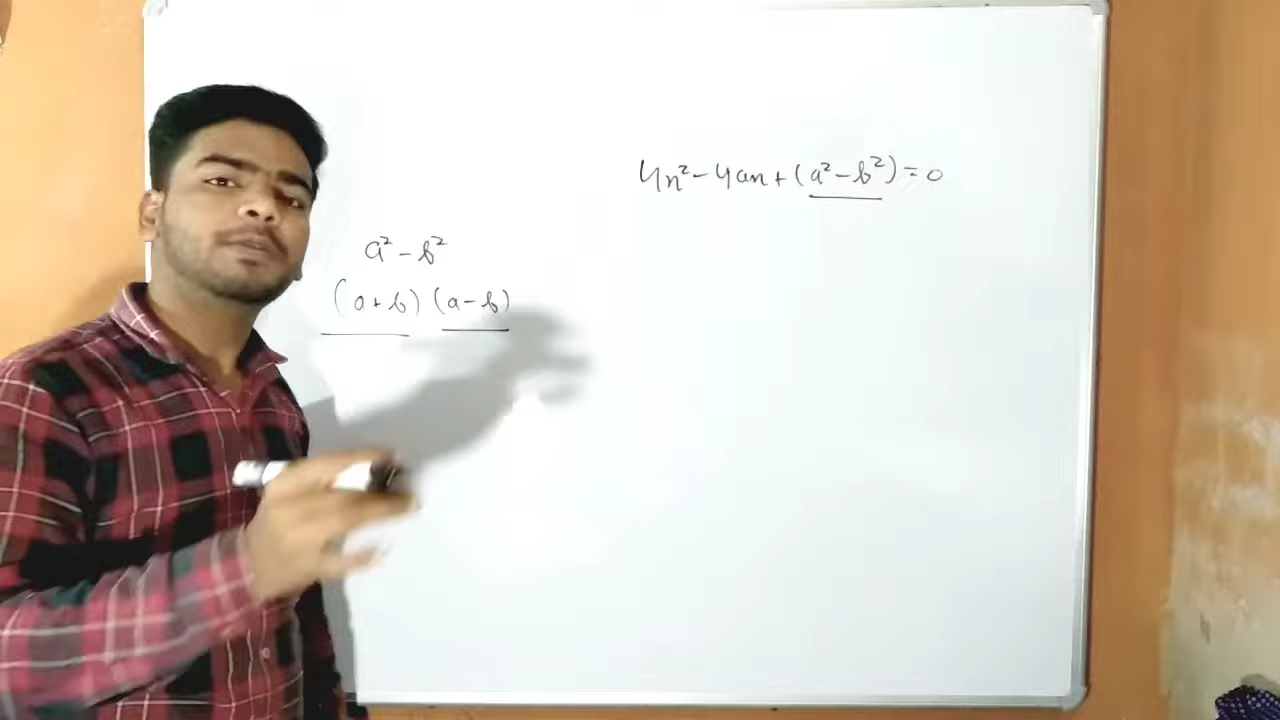 4x² - 4ax + (a² - b²) = 0
a² - b²
(a + b) (a - b)